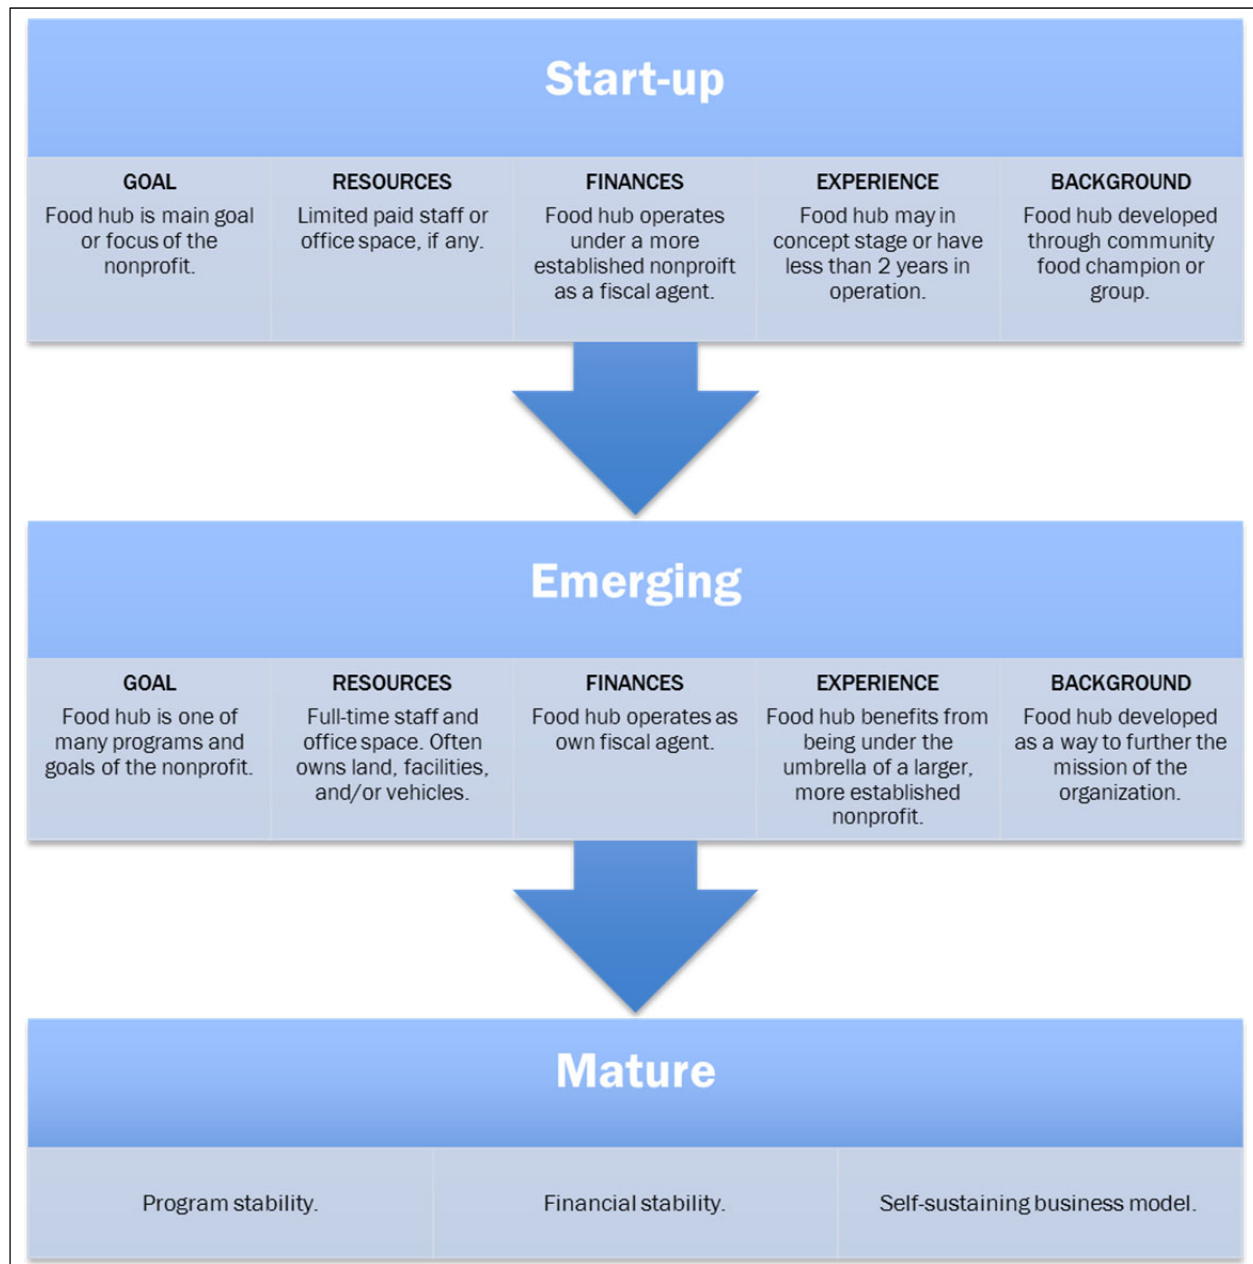 Start-up
GOAL
Food hub is main goal
or focus of the
nonprofit.
RESOURCES
Limited paid staff or
office space, if any.
FINANCES
Food hub operates
under a more
established nonproift
as a fiscal agent.
EXPERIENCE
Food hub may in
concept stage or have
less than 2 years in
operation.
BACKGROUND
Food hub developed
through community
food champion or
group.
Emerging
GOAL
Food hub is one of
many programs and
goals of the nonprofit.
RESOURCES
Full-time staff and
office space. Often
owns land, facilities,
and/or vehicles.
FINANCES
Food hub operates as
own fiscal agent.
EXPERIENCE
Food hub benefits from
being under the
umbrella of a larger,
more established
nonprofit.
BACKGROUND
Food hub developed
as a way to further the
mission of the
organization.
Mature
Program stability.
Financial stability.
Self-sustaining business model.